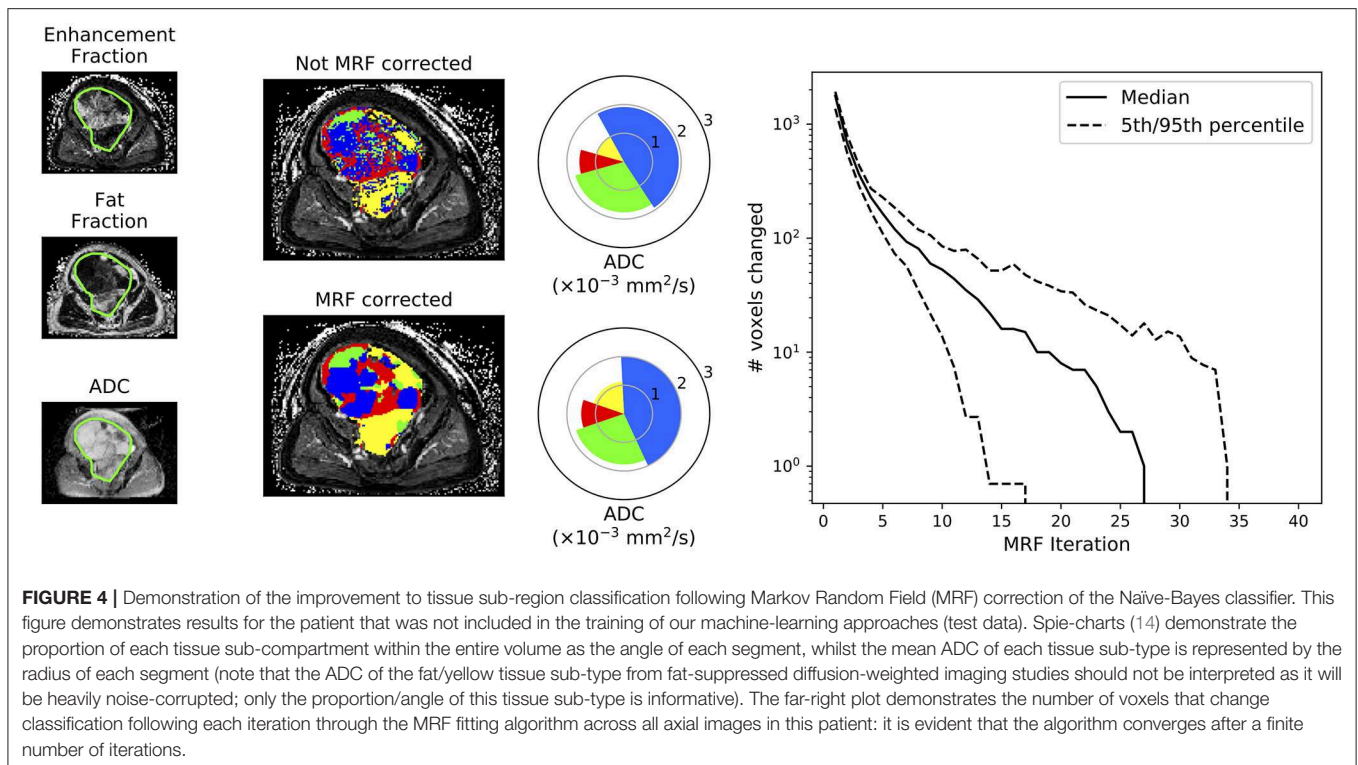 Enhancement
Fraction
Fat
Fraction
ADC
Not MRF corrected
1
2
3
ADC
(×10⁻³ mm²/s)
MRF corrected
1
2
3
ADC
(×10⁻³ mm²/s)
Median
5th/95th percentile
# voxels changed
10³
10²
10¹
10⁰
0
5
10
15
20
25
30
35
40
MRF Iteration
FIGURE 4 | Demonstration of the improvement to tissue sub-region classification following Markov Random Field (MRF) correction of the Naïve-Bayes classifier. This
figure demonstrates results for the patient that was not included in the training of our machine-learning approaches (test data). Spie-charts (14) demonstrate the
proportion of each tissue sub-compartment within the entire volume as the angle of each segment, whilst the mean ADC of each tissue sub-type is represented by the
radius of each segment (note that the ADC of the fat/yellow tissue sub-type from fat-suppressed diffusion-weighted imaging studies should not be interpreted as it will
be heavily noise-corrupted; only the proportion/angle of this tissue sub-type is informative). The far-right plot demonstrates the number of voxels that change
classification following each iteration through the MRF fitting algorithm across all axial images in this patient: it is evident that the algorithm converges after a finite
number of iterations.